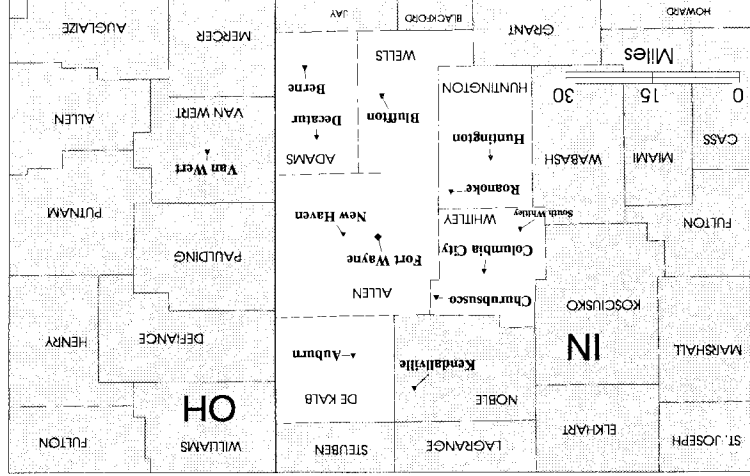 ST. JOSEPH
ELKHART
LAGRANGE
STEUBEN
WILLIAMS
FULTON
OH
NOBLE
DE KALB
Kendallville
Auburn
IN
MARSHALL
HENRY
DEFIANCE
KOSCIUSKO
Churubsusco
ALLEN
Columbia City
Fort Wayne
PAULDING
FULTON
South Whitley
WHITLEY
New Haven
PUTNAM
Roanoke
Van Wert
CASS
MIAMI
WABASH
Huntington
ADAMS
Decatur
Bluffton
VAN WERT
ALLEN
0
15
30
HUNTINGTON
Berne
Miles
WELLS
HOWARD
GRANT
BLACKFORD
JAY
MERCER
AUGLAIZE